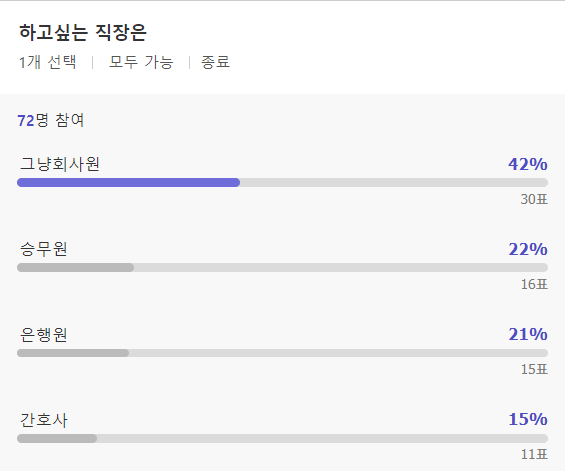 하고싶는 직장은
1개 선택 | 모두 가능 | 종료
72명 참여
그냥회사원 42%
30표
승무원 22%
16표
은행원 21%
15표
간호사 15%
11표